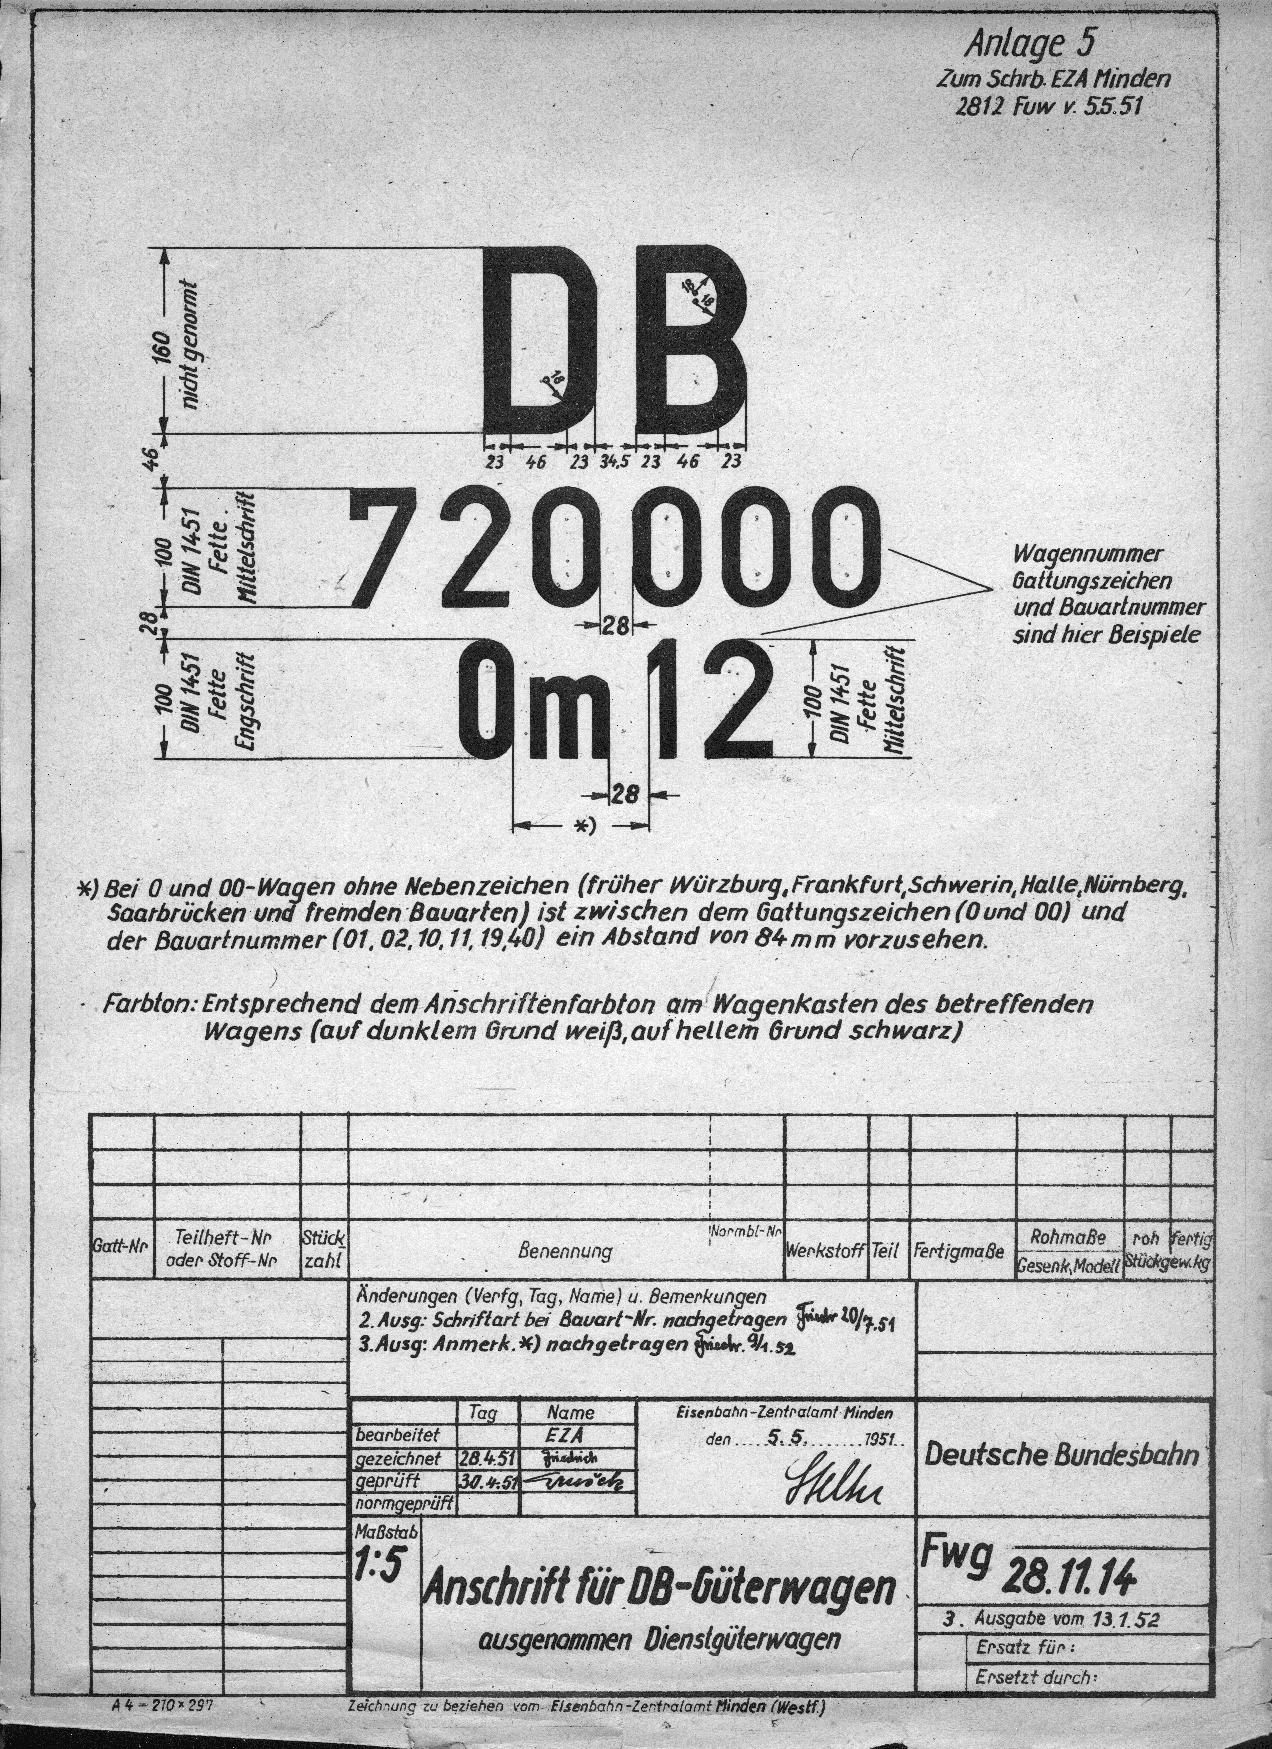 Anlage 5
Zum Schrb. EZA Minden
2812 Fuw v. 5.5.51
DB
160
nicht genormt
18
18
18
23 46 23 34,5 23 46 23
46
720000
100
DIN 1451
Fette
Mittelschrift
28
28
Wagennummer
Gattungszeichen
und Bauartnummer
sind hier Beispiele
0m12
100
DIN 1451
Fette
Engschrift
100
DIN 1451
Fette
Mittelschrift
28
*)
*) Bei 0 und 00-Wagen ohne Nebenzeichen (früher Würzburg, Frankfurt, Schwerin, Halle, Nürnberg,
Saarbrücken und fremden Bauarten) ist zwischen dem Gattungszeichen (0 und 00) und
der Bauartnummer (01, 02, 10, 11, 19, 40) ein Abstand von 84 mm vorzusehen.
Farbton: Entsprechend dem Anschriftenfarbton am Wagenkasten des betreffenden
Wagens (auf dunklem Grund weiß, auf hellem Grund schwarz)
Gatt-Nr
Teilheft-Nr
oder Stoff-Nr
Stück
zahl
Benennung
Normbl-Nr
Werkstoff
Teil
Fertigmaße
Rohmaße
Gesenk, Modell
roh fertig
Stückgew. kg
Änderungen (Verfg, Tag, Name) u. Bemerkungen
2. Ausg: Schriftart bei Bauart-Nr. nachgetragen Friedr 20/7.51
3. Ausg: Anmerk. *) nachgetragen Friedr. 9/1.52
Tag Name
bearbeitet EZA
gezeichnet 28.4.51 Friedrich
geprüft 30.4.51
normgeprüft
Eisenbahn-Zentralamt Minden
den .... 5.5. ....... 1951..
Deutsche Bundesbahn
Maßstab
1:5
Anschrift für DB-Güterwagen
ausgenommen Dienstgüterwagen
Fwg 28.11.14
3. Ausgabe vom 13.1.52
Ersatz für:
Ersetzt durch:
A4 - 210 × 297
Zeichnung zu beziehen vom Eisenbahn-Zentralamt Minden (Westf.)